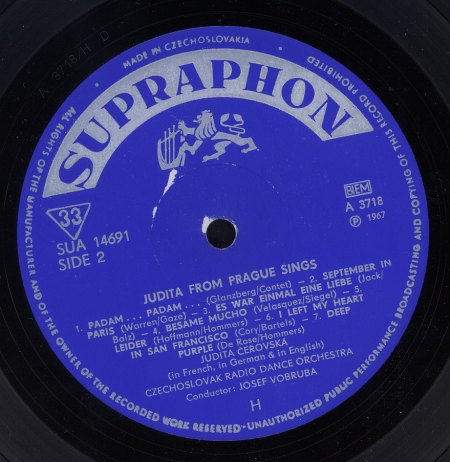 A 3718/H D
MADE IN CZECHOSLOVAKIA
ALL RIGHTS OF THE MANUFACTURER AND OF THE OWNER OF THE RECORDED WORK RESERVED - UNAUTHORIZED PUBLIC PERFORMANCE BROADCASTING AND COPYING OF THIS RECORD PROHIBITED
SUPRAPHON
33
SUA 14691
SIDE 2
BIEM
A 3718
℗ 1967
JUDITA FROM PRAGUE SINGS
1. PADAM . . . PADAM . . . (Glanzberg/Contet) – 2. SEPTEMBER IN
PARIS (Warren/Gaze) – 3. ES WAR EINMAL EINE LIEBE (Jack/
Bolz) – 4. BESAME MUCHO (Velasquez/Siegel) – 5.
LEIDER (Hoffmann/Hommers) – 6. I LEFT MY HEART
IN SAN FRANCISCO (Cory/Bartels) – 7. DEEP
PURPLE (De Rose/Hommers)
JUDITA ČEROVSKÁ
(in French, in German & in English)
CZECHOSLOVAK RADIO DANCE ORCHESTRA
Conductor: JOSEF VOBRUBA
H